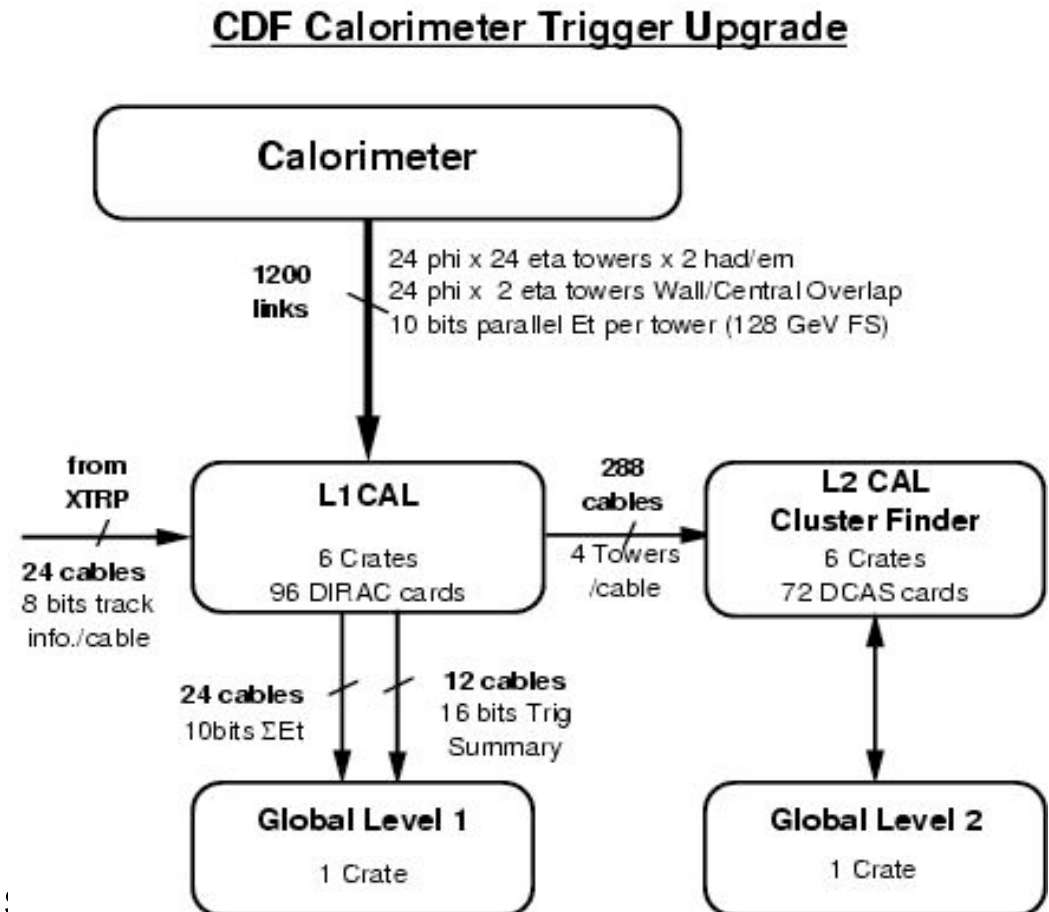 CDF Calorimeter Trigger Upgrade
Calorimeter
1200
links
24 phi x 24 eta towers x 2 had/em
24 phi x 2 eta towers Wall/Central Overlap
10 bits parallel Et per tower (128 GeV FS)
from
XTRP
24 cables
8 bits track
info./cable
L1CAL
6 Crates
96 DIRAC cards
288
cables
4 Towers
/cable
L2 CAL
Cluster Finder
6 Crates
72 DCAS cards
24 cables
10bits ΣEt
12 cables
16 bits Trig
Summary
Global Level 1
1 Crate
Global Level 2
1 Crate